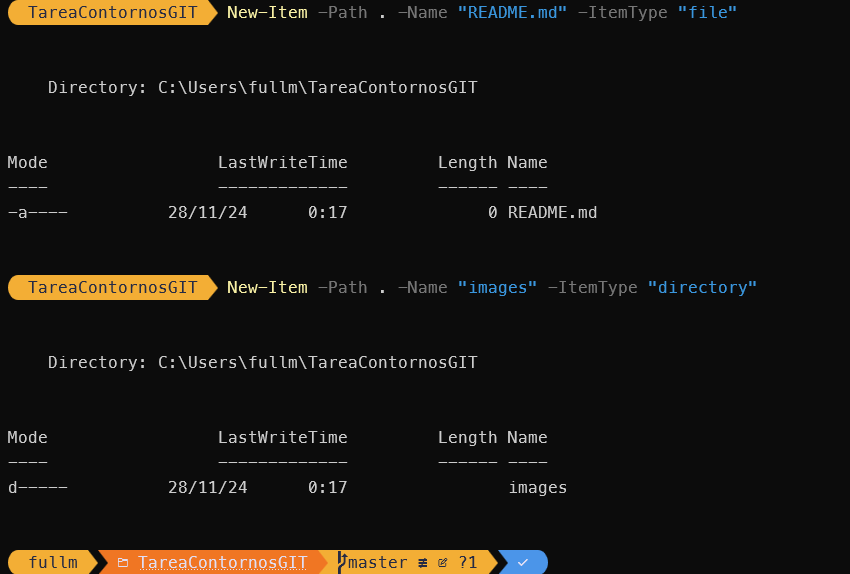 TareaContornosGIT New-Item -Path . -Name "README.md" -ItemType "file"
Directory: C:\Users\fullm\TareaContornosGIT
Mode LastWriteTime Length Name
---- ------------- ------ ----
-a---- 28/11/24 0:17 0 README.md
TareaContornosGIT New-Item -Path . -Name "images" -ItemType "directory"
Directory: C:\Users\fullm\TareaContornosGIT
Mode LastWriteTime Length Name
---- ------------- ------ ----
d----- 28/11/24 0:17 images
fullm TareaContornosGIT master ≢ ?1